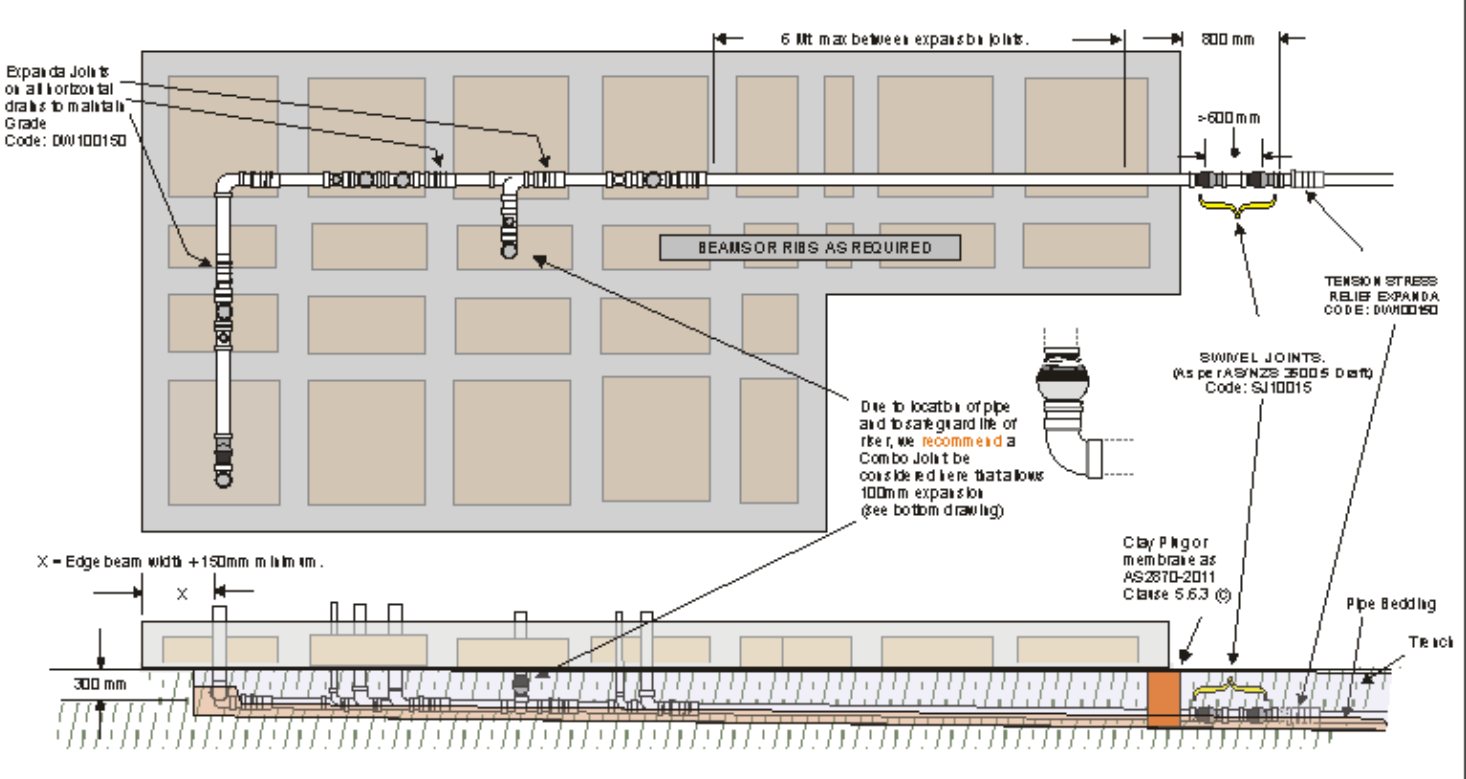 6 Mt max between expansion joints.
800 mm
Expanda Joints
on all horizontal
drains to maintain
Grade
Code: DW100150
>600mm
BEAMS OR RIBS AS REQUIRED
TENSION STRESS
RELIEF EXPANDA
CODE: DW100150
SWIVEL JOINTS.
(As per AS/NZS 3500 5 Draft)
Code: SJ10015
Due to location of pipe
and to safeguard life of
riser, we recommend a
Combo Joint be
considered here that allows
100mm expansion
(see bottom drawing)
X = Edge beam width + 150mm minimum.
X
Clay Plug or
membrane as
AS2870-2011
Clause 5.6.3 ©
Pipe Bedding
Trench
300 mm